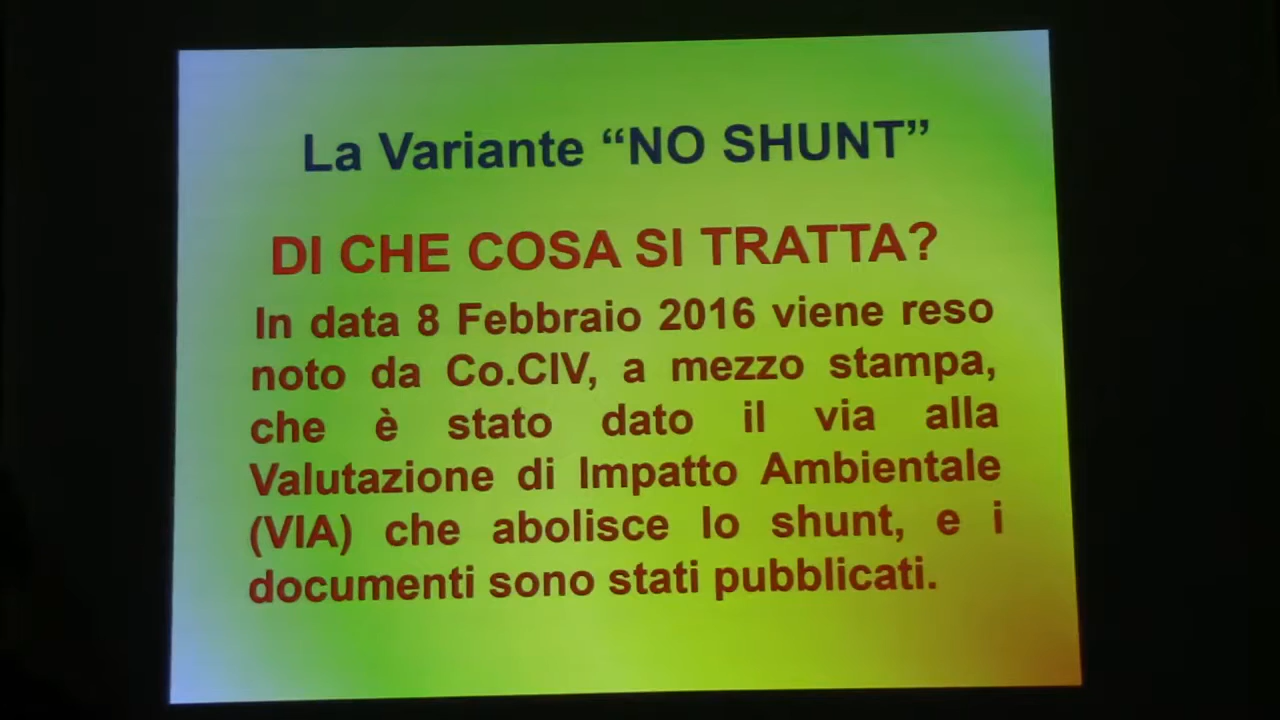 La Variante “NO SHUNT”
DI CHE COSA SI TRATTA?
In data 8 Febbraio 2016 viene reso
noto da Co.CIV, a mezzo stampa,
che è stato dato il via alla
Valutazione di Impatto Ambientale
(VIA) che abolisce lo shunt, e i
documenti sono stati pubblicati.